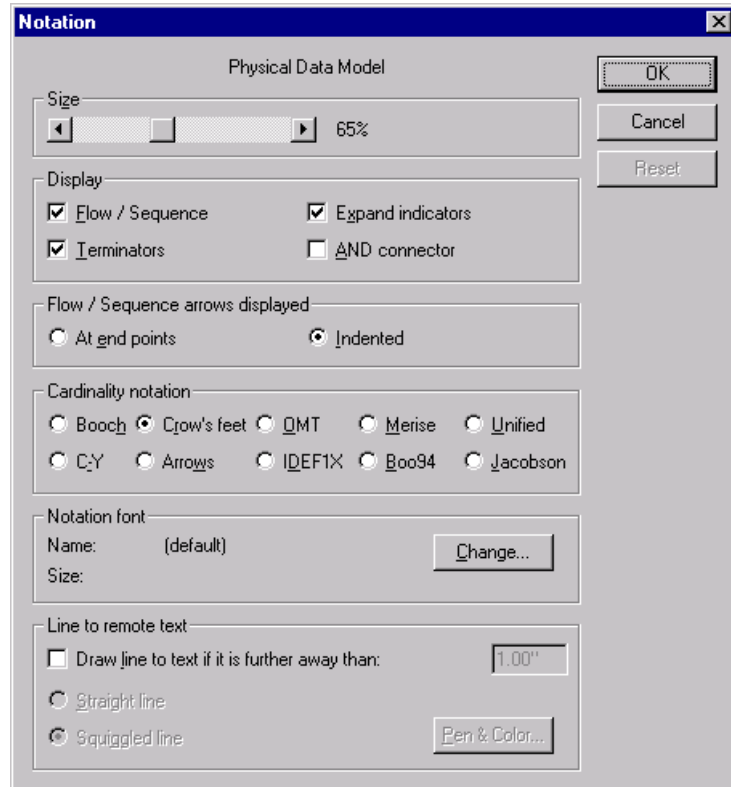 Notation
Physical Data Model
OK
Size
65%
Cancel
Reset
Display
Flow / Sequence
Expand indicators
Terminators
AND connector
Flow / Sequence arrows displayed
At end points
Indented
Cardinality notation
Booch Crow's feet OMT Merise Unified
C-Y Arrows IDEF1X Boo94 Jacobson
Notation font
Name: (default)
Change...
Size:
Line to remote text
Draw line to text if it is further away than: 1.00"
Straight line
Squiggled line
Pen & Color...